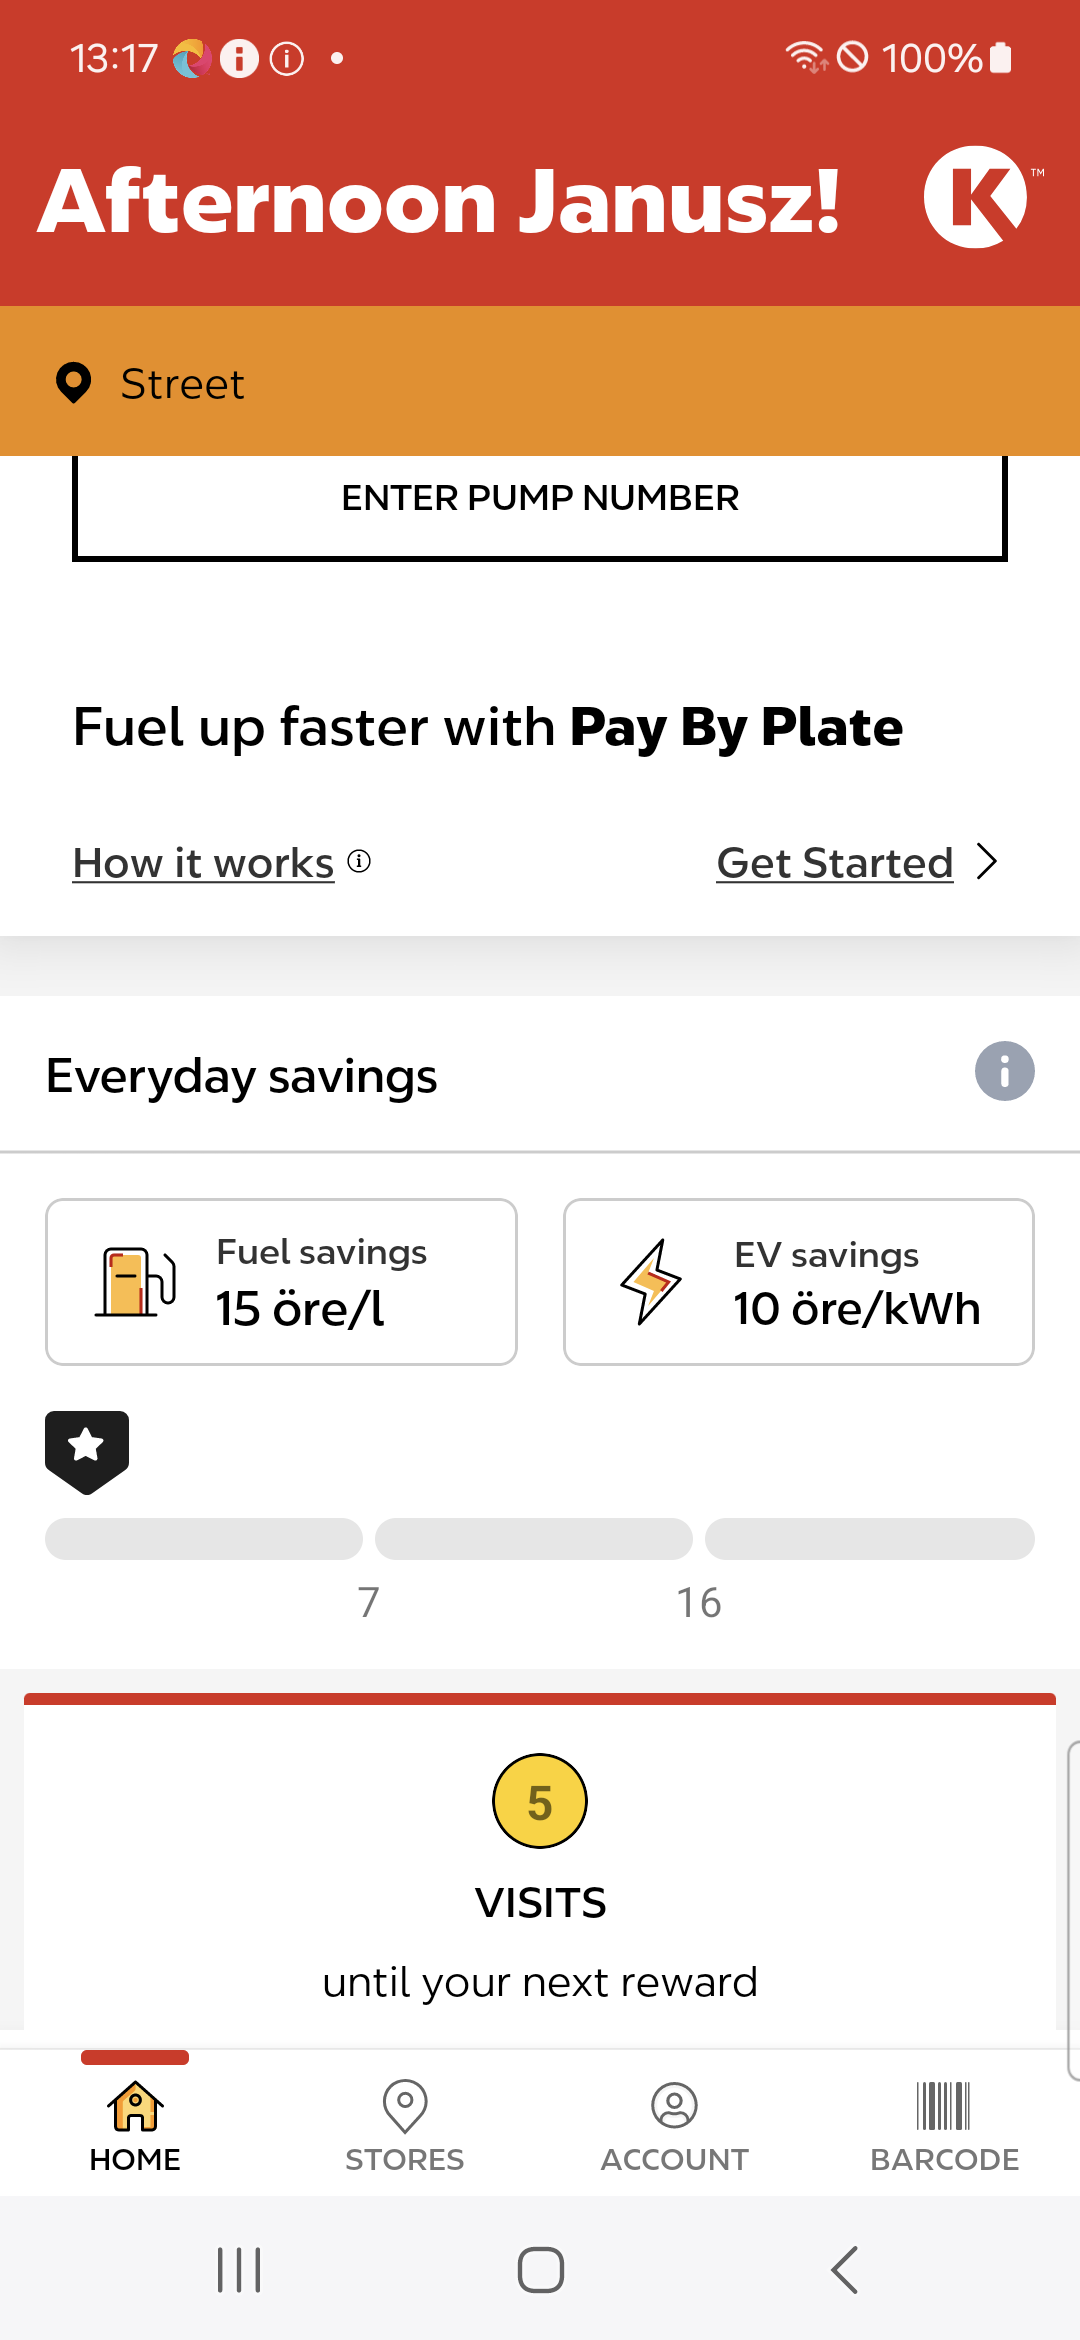 13:17
100%
Afternoon Janusz!
K
TM
Street
ENTER PUMP NUMBER
Fuel up faster with Pay By Plate
How it works
Get Started
Everyday savings
Fuel savings
15 öre/l
EV savings
10 öre/kWh
7
16
5
VISITS
until your next reward
HOME
STORES
ACCOUNT
BARCODE